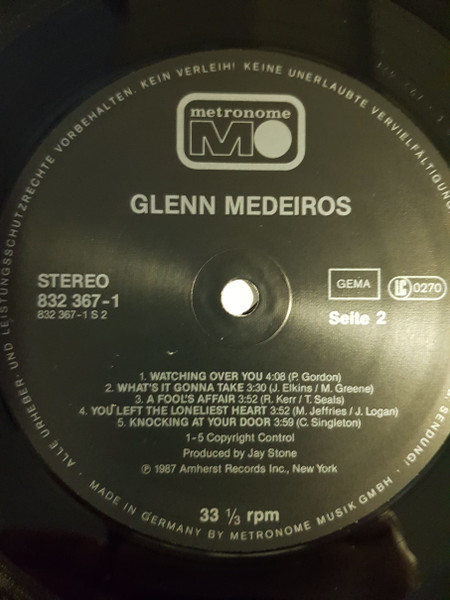 ALLE URHEBER- UND LEISTUNGSSCHUTZRECHTE VORBEHALTEN. KEIN VERLEIH! KEINE UNERLAUBTE VERVIELFÄLTIGUNG
SENDUNG!
metronome
MO
GLENN MEDEIROS
STEREO
832 367-1
832 367-1 S 2
GEMA
LC 0270
Seite 2
1. WATCHING OVER YOU 4:08 (P. Gordon)
2. WHAT'S IT GONNA TAKE 3:30 (J. Elkins / M. Greene)
3. A FOOL'S AFFAIR 3:52 (R. Kerr / T. Seals)
4. YOU LEFT THE LONELIEST HEART 3:52 (M. Jeffries / J. Logan)
5. KNOCKING AT YOUR DOOR 3:59 (C. Singleton)
1-5 Copyright Control
Produced by Jay Stone
℗ 1987 Amherst Records Inc., New York
33 ⅓ rpm
MADE IN GERMANY BY METRONOME MUSIK GMBH